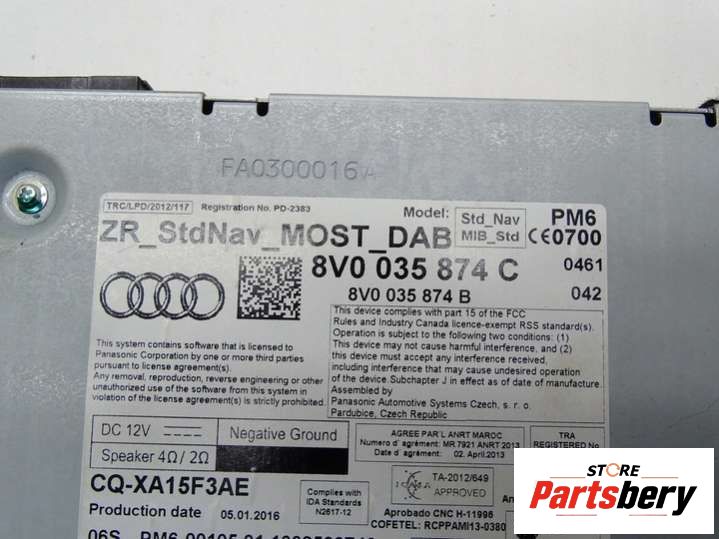 FA0300016A
TRC/LPD/2012/117 Registration No. PD-2383 Model: Std_Nav PM6
ZR_StdNav_MOST_DAB MIB_Std CE0700
8V0 035 874 C 0461
8V0 035 874 B 042
This device complies with part 15 of the FCC
Rules and Industry Canada licence-exempt RSS standard(s).
Operation is subject to the following two conditions: (1)
This device may not cause harmful interference, and (2)
this device must accept any interference received,
including interference that may cause undesired operation
of the device.Subchapter J in effect as of date of manufacture.
Assembled by
Panasonic Automotive Systems Czech, s. r. o.
Pardubice, Czech Republic
This system contains software that is licensed to
Panasonic Corporation by one or more third parties
pursuant to license agreement(s).
Any removal, reproduction, reverse engineering or other
unauthorized use of the software in this system is in
violation of the license agreement(s) is strictly prohibited.
DC 12V Negative Ground
Speaker 4Ω/ 2Ω
AGREE PAR L'ANRT MAROC
Numero d'agrément: MR 7921 ANRT 2013
Date d'agrément: 02. April.2013
TRA
REGISTERED No
CQ-XA15F3AE
Production date 05.01.2016
Complies with
IDA Standards
N2617-12
ICASA
TA-2012/649
APPROVED
Aprobado CNC H-11996
COFETEL: RCPPAMI13-0380
STORE
Partsbery